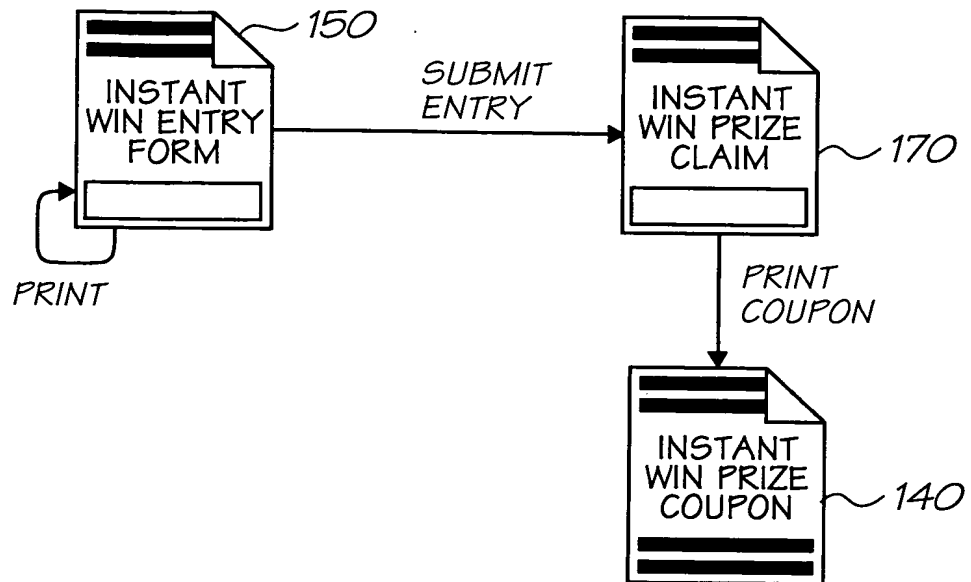 150
INSTANT
WIN ENTRY
FORM
PRINT
SUBMIT
ENTRY
INSTANT
WIN PRIZE
CLAIM
170
PRINT
COUPON
INSTANT
WIN PRIZE
COUPON
140